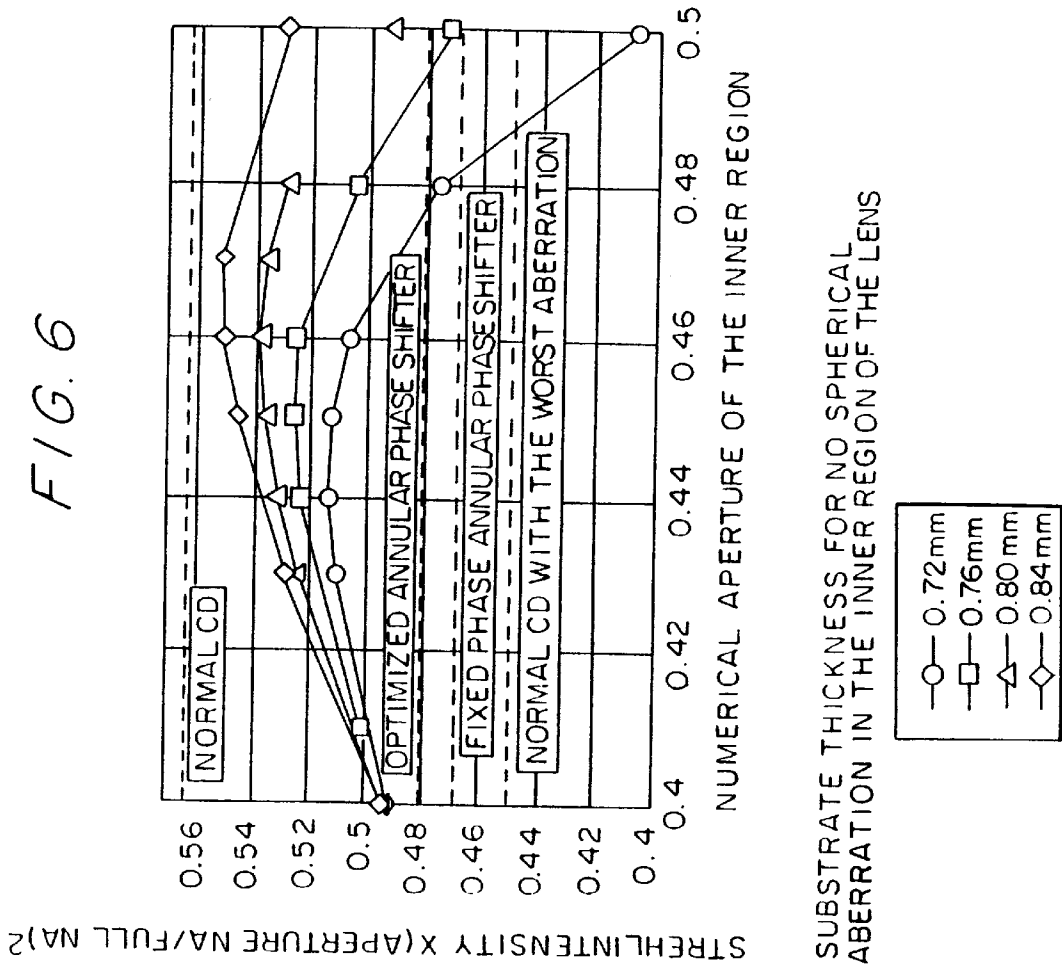 FIG. 6
STREHLINTENSITY X(APERTURE NA/FULL NA)2
0.56
0.54
0.52
0.5
0.48
0.46
0.44
0.42
0.4
NORMAL CD
OPTIMIZED ANNULAR PHASE SHIFTER
FIXED PHASE ANNULAR PHASESHIFTER
NORMAL CD WITH THE WORST ABERRATION
0.4
0.42
0.44
0.46
0.48
0.5
NUMERICAL APERTURE OF THE INNER REGION
SUBSTRATE THICKNESS FOR NO SPHERICAL
ABERRATION IN THE INNER REGION OF THE LENS
0.72mm
0.76mm
0.80mm
0.84mm